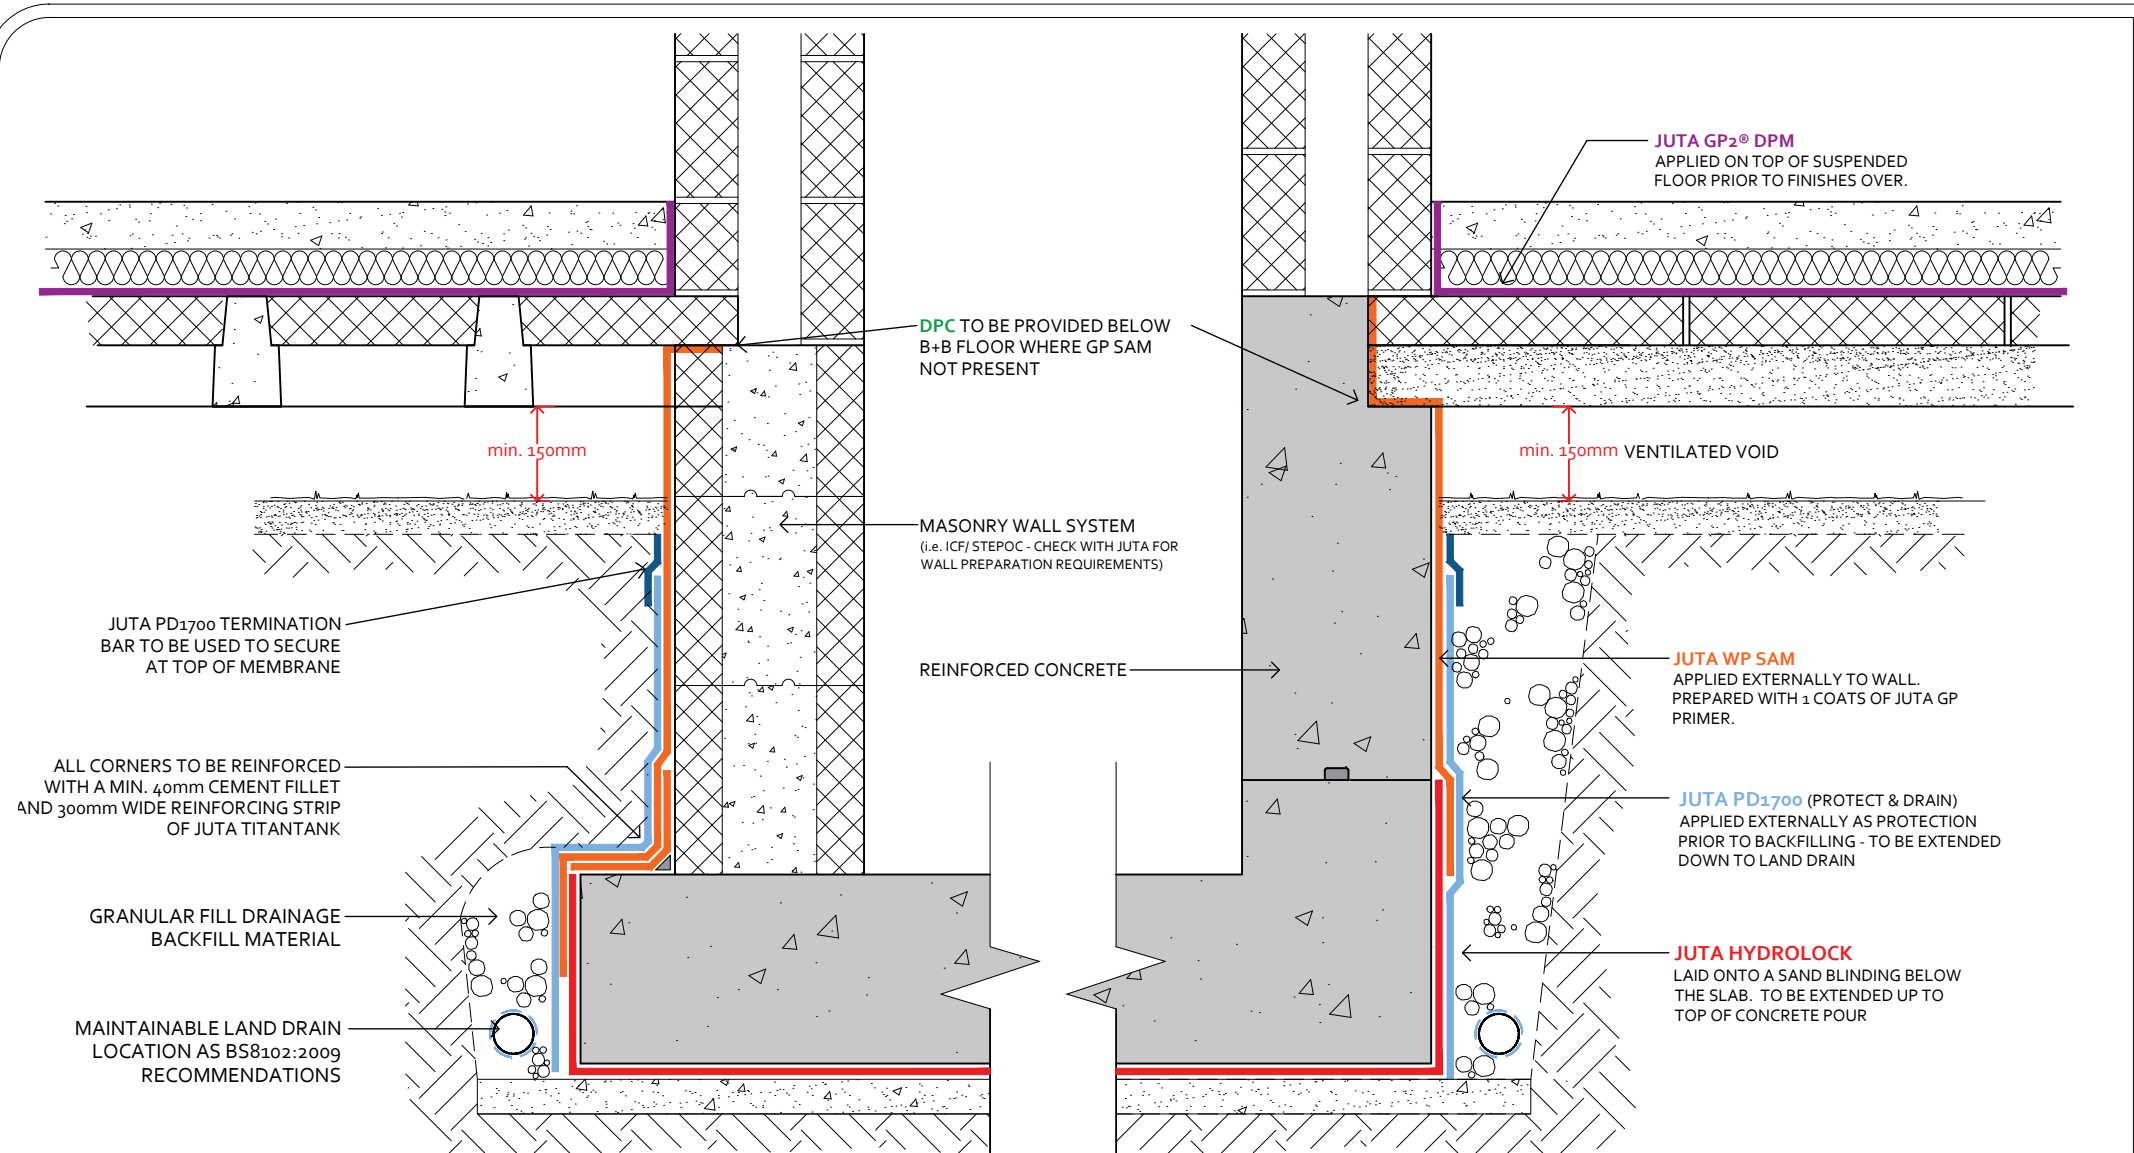 JUTA GP2® DPM
APPLIED ON TOP OF SUSPENDED
FLOOR PRIOR TO FINISHES OVER.
DPC TO BE PROVIDED BELOW
B+B FLOOR WHERE GP SAM
NOT PRESENT
min. 150mm
min. 150mm VENTILATED VOID
MASONRY WALL SYSTEM
(i.e. ICF/ STEPOC - CHECK WITH JUTA FOR
WALL PREPARATION REQUIREMENTS)
JUTA PD1700 TERMINATION
BAR TO BE USED TO SECURE
AT TOP OF MEMBRANE
REINFORCED CONCRETE
JUTA WP SAM
APPLIED EXTERNALLY TO WALL.
PREPARED WITH 1 COATS OF JUTA GP
PRIMER.
ALL CORNERS TO BE REINFORCED
WITH A MIN. 40mm CEMENT FILLET
AND 300mm WIDE REINFORCING STRIP
OF JUTA TITANTANK
JUTA PD1700 (PROTECT & DRAIN)
APPLIED EXTERNALLY AS PROTECTION
PRIOR TO BACKFILLING - TO BE EXTENDED
DOWN TO LAND DRAIN
GRANULAR FILL DRAINAGE
BACKFILL MATERIAL
JUTA HYDROLOCK
LAID ONTO A SAND BLINDING BELOW
THE SLAB. TO BE EXTENDED UP TO
TOP OF CONCRETE POUR
MAINTAINABLE LAND DRAIN
LOCATION AS BS8102:2009
RECOMMENDATIONS